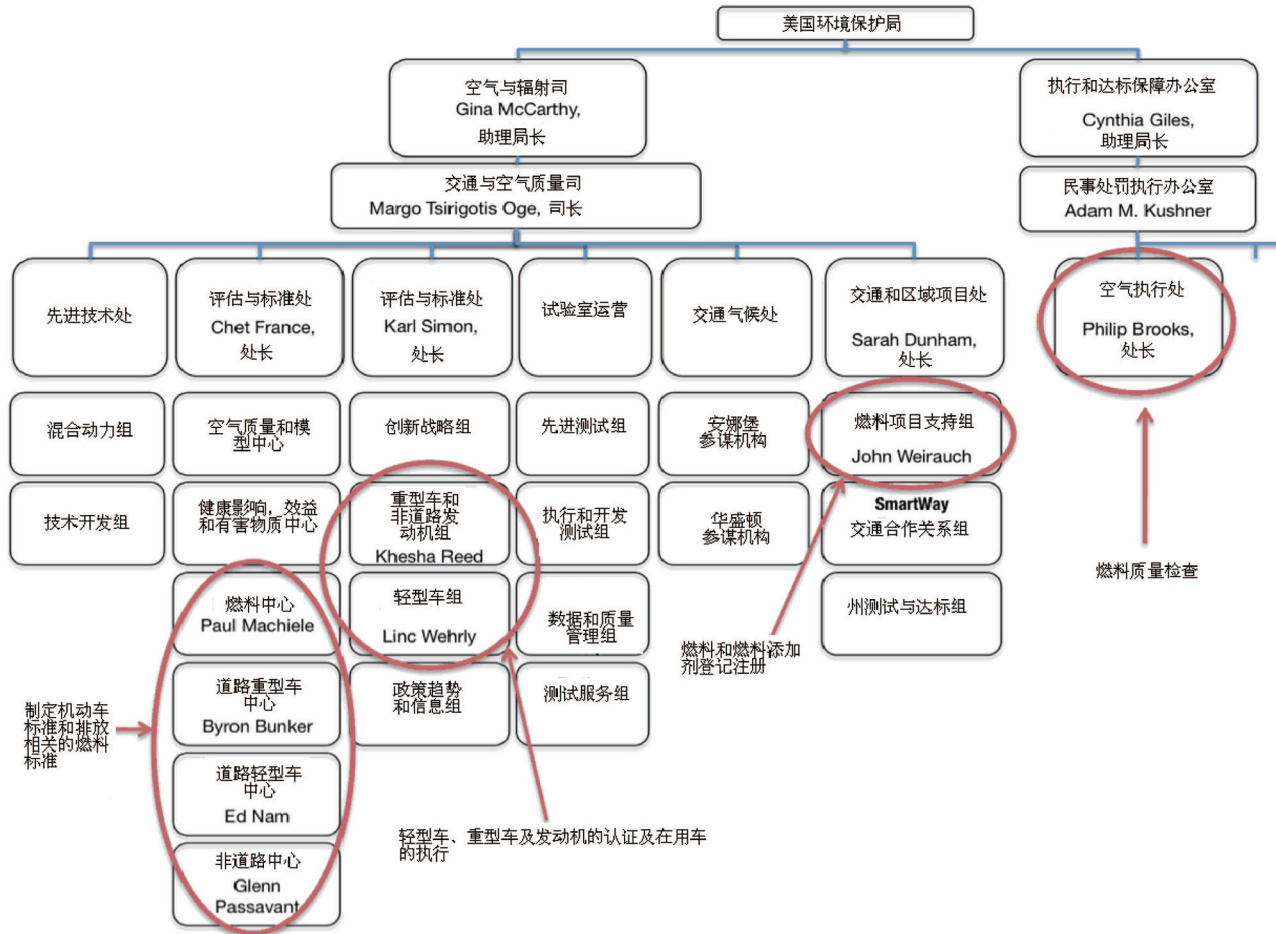 美国环境保护局
空气与辐射司
Gina McCarthy,
助理局长
执行和达标保障办公室
Cynthia Giles,
助理局长
交通与空气质量司
Margo Tsirigotis Oge, 司长
民事处罚执行办公室
Adam M. Kushner
先进技术处
评估与标准处
Chet France,
处长
评估与标准处
Karl Simon,
处长
试验室运营
交通气候处
交通和区域项目处
Sarah Dunham,
处长
空气执行处
Philip Brooks,
处长
混合动力组
空气质量和模
型中心
创新战略组
先进测试组
安娜堡
参谋机构
燃料项目支持组
John Weirauch
技术开发组
健康影响，效益
和有害物质中心
重型车和
非道路发
动机组
Khesha Reed
执行和开发
测试组
华盛顿
参谋机构
SmartWay
交通合作关系组
燃料质量检查
燃料中心
Paul Machiele
轻型车组
Linc Wehrly
数据和质量
管理组
州测试与达标组
燃料和燃料添加
剂登记注册
道路重型车
中心
Byron Bunker
政策趋势
和信息组
测试服务组
制定机动车
标准和排放
相关的燃料
标准
道路轻型车
中心
Ed Nam
轻型车、重型车及发动机的认证及在用车
的执行
非道路中心
Glenn
Passavant